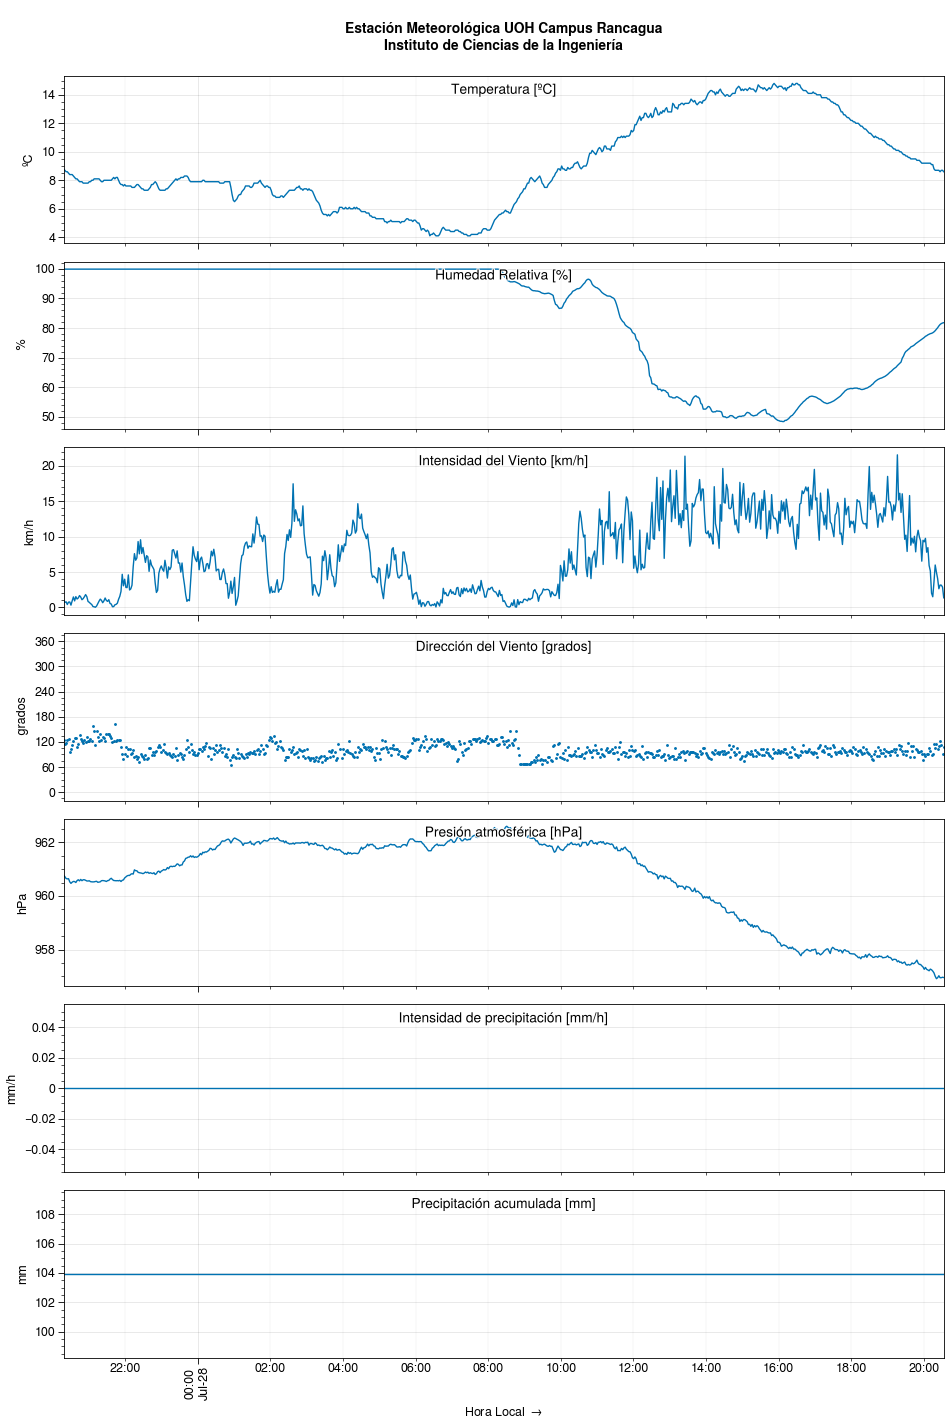 Estación Meteorológica UOH Campus Rancagua
Instituto de Ciencias de la Ingeniería
Temperatura [ºC]
ºC
14
12
10
8
6
4
Humedad Relativa [%]
%
100
90
80
70
60
50
Intensidad del Viento [km/h]
km/h
20
15
10
5
0
Dirección del Viento [grados]
grados
360
300
240
180
120
60
0
Presión atmosférica [hPa]
hPa
962
960
958
Intensidad de precipitación [mm/h]
mm/h
0.04
0.02
0
−0.02
−0.04
Precipitación acumulada [mm]
mm
108
106
104
102
100
22:00
00:00
Jul-28
02:00
04:00
06:00
08:00
10:00
12:00
14:00
16:00
18:00
20:00
Hora Local →